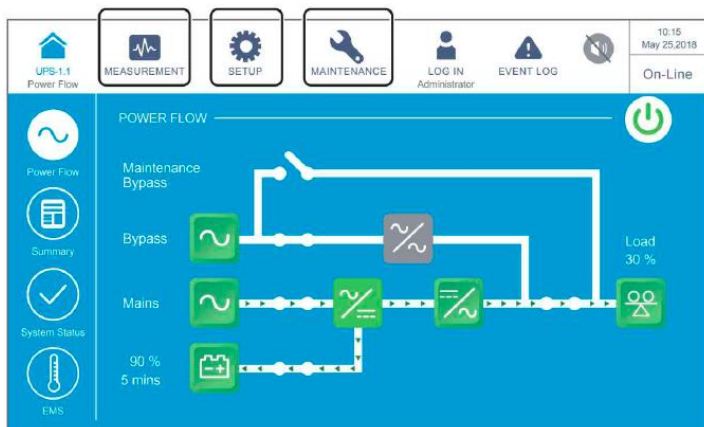 10:15
May 25,2018
On-Line
UPS-1.1
Power Flow
MEASUREMENT
SETUP
MAINTENANCE
LOG IN
Administrator
EVENT LOG
POWER FLOW
Power Flow
Summary
System Status
EMS
Maintenance
Bypass
Bypass
Mains
90 %
5 mins
Load
30 %